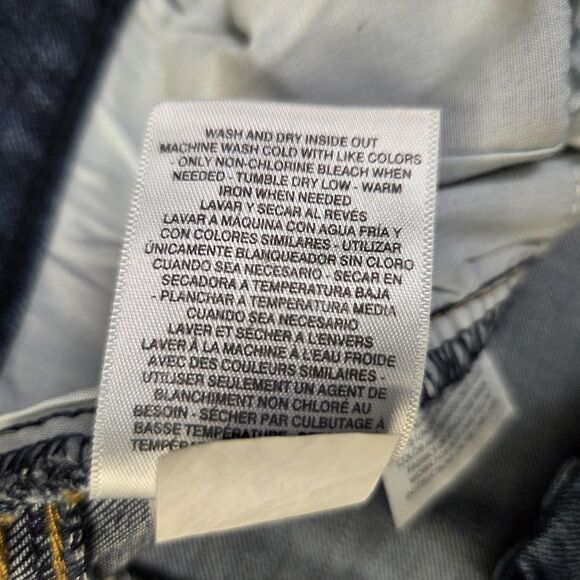 WASH AND DRY INSIDE OUT
MACHINE WASH COLD WITH LIKE COLORS
- ONLY NON-CHLORINE BLEACH WHEN
NEEDED - TUMBLE DRY LOW - WARM
IRON WHEN NEEDED
LAVAR Y SECAR AL REVÉS
LAVAR A MÁQUINA CON AGUA FRÍA Y
CON COLORES SIMILARES - UTILIZAR
ÚNICAMENTE BLANQUEADOR SIN CLORO
CUANDO SEA NECESARIO - SECAR EN
SECADORA A TEMPERATURA BAJA
- PLANCHAR A TEMPERATURA MEDIA
CUANDO SEA NECESARIO
LAVER ET SÉCHER À L'ENVERS
LAVER À LA MACHINE À L'EAU FROIDE
AVEC DES COULEURS SIMILAIRES -
UTILISER SEULEMENT UN AGENT DE
BLANCHIMENT NON CHLORÉ AU
BESOIN - SÉCHER PAR CULBUTAGE À
BASSE TEMPÉRATURE -